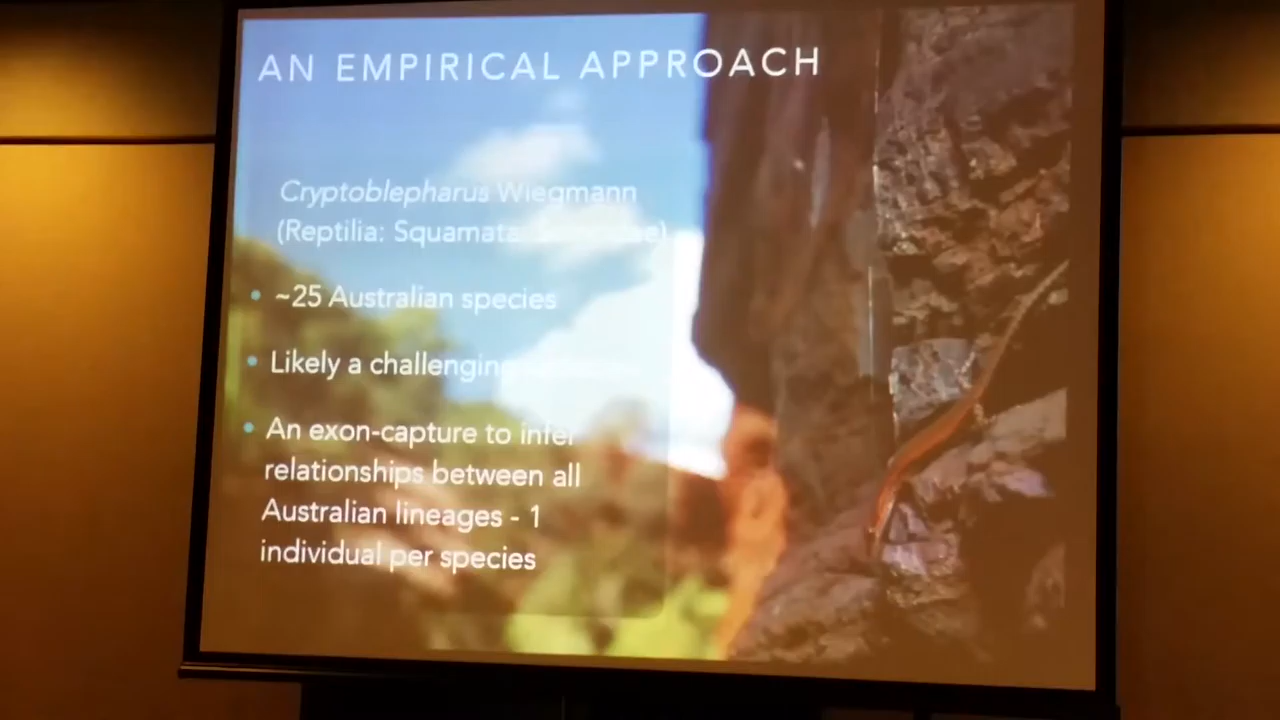 AN EMPIRICAL APPROACH
Cryptoblepharus Wiegmann
(Reptilia: Squamata:
• ~25 Australian species
• Likely a challenging
• An exon-capture to infer
relationships between all
Australian lineages - 1
individual per species